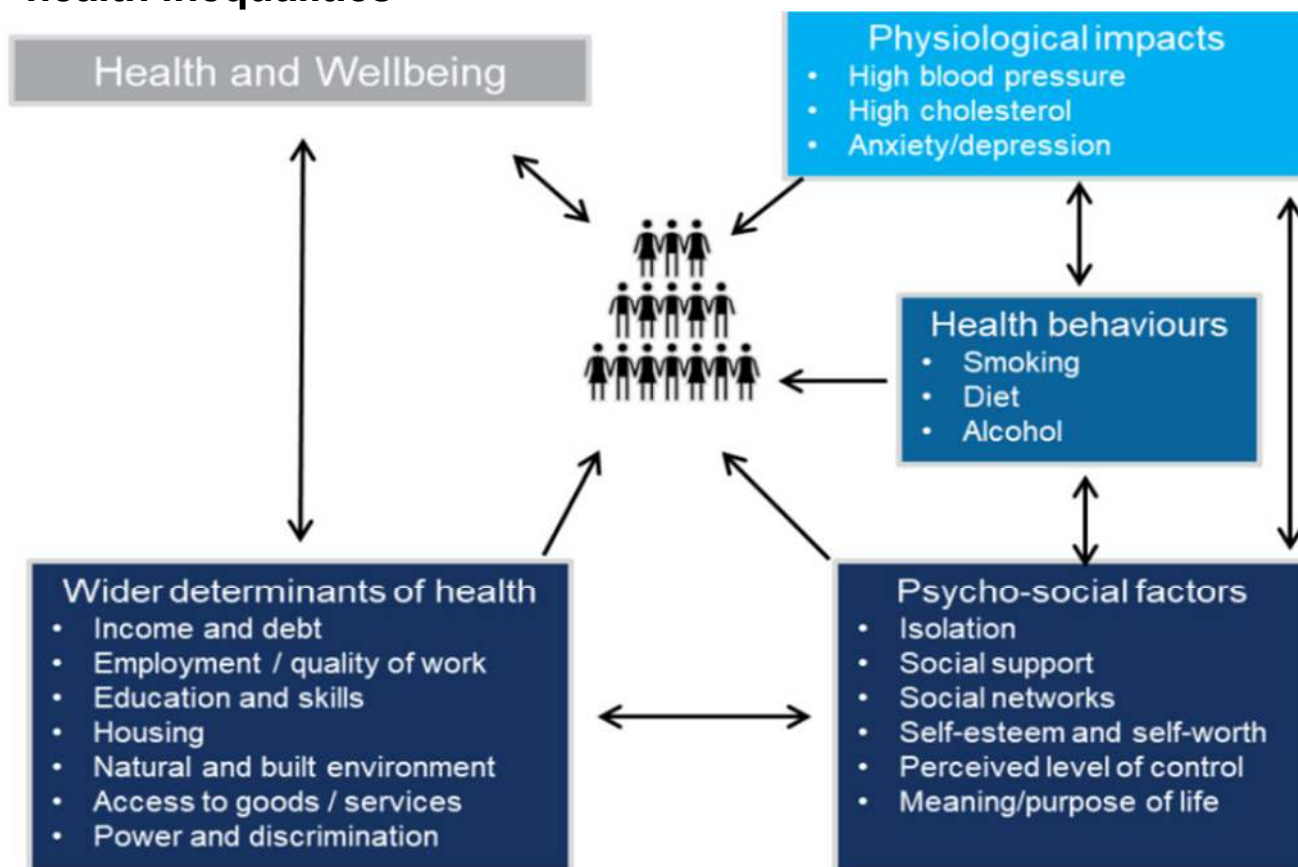 health inequalities
Health and Wellbeing
Physiological impacts
• High blood pressure
• High cholesterol
• Anxiety/depression
Health behaviours
• Smoking
• Diet
• Alcohol
Wider determinants of health
• Income and debt
• Employment / quality of work
• Education and skills
• Housing
• Natural and built environment
• Access to goods / services
• Power and discrimination
Psycho-social factors
• Isolation
• Social support
• Social networks
• Self-esteem and self-worth
• Perceived level of control
• Meaning/purpose of life